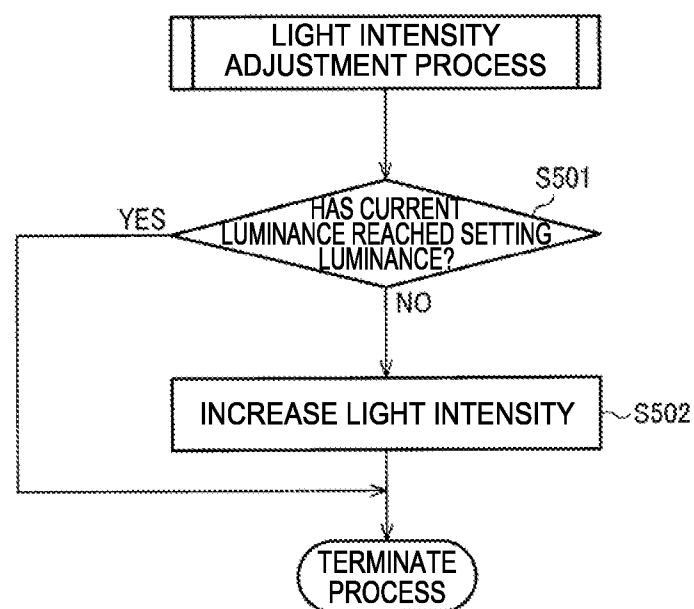 LIGHT INTENSITY
ADJUSTMENT PROCESS
S501
YES
HAS CURRENT
LUMINANCE REACHED SETTING
LUMINANCE?
NO
INCREASE LIGHT INTENSITY
S502
TERMINATE
PROCESS